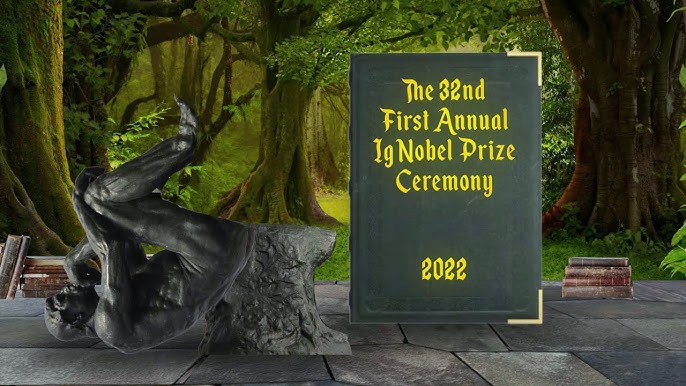 The 32nd
First Annual
Ig Nobel Prize
Ceremony
2022